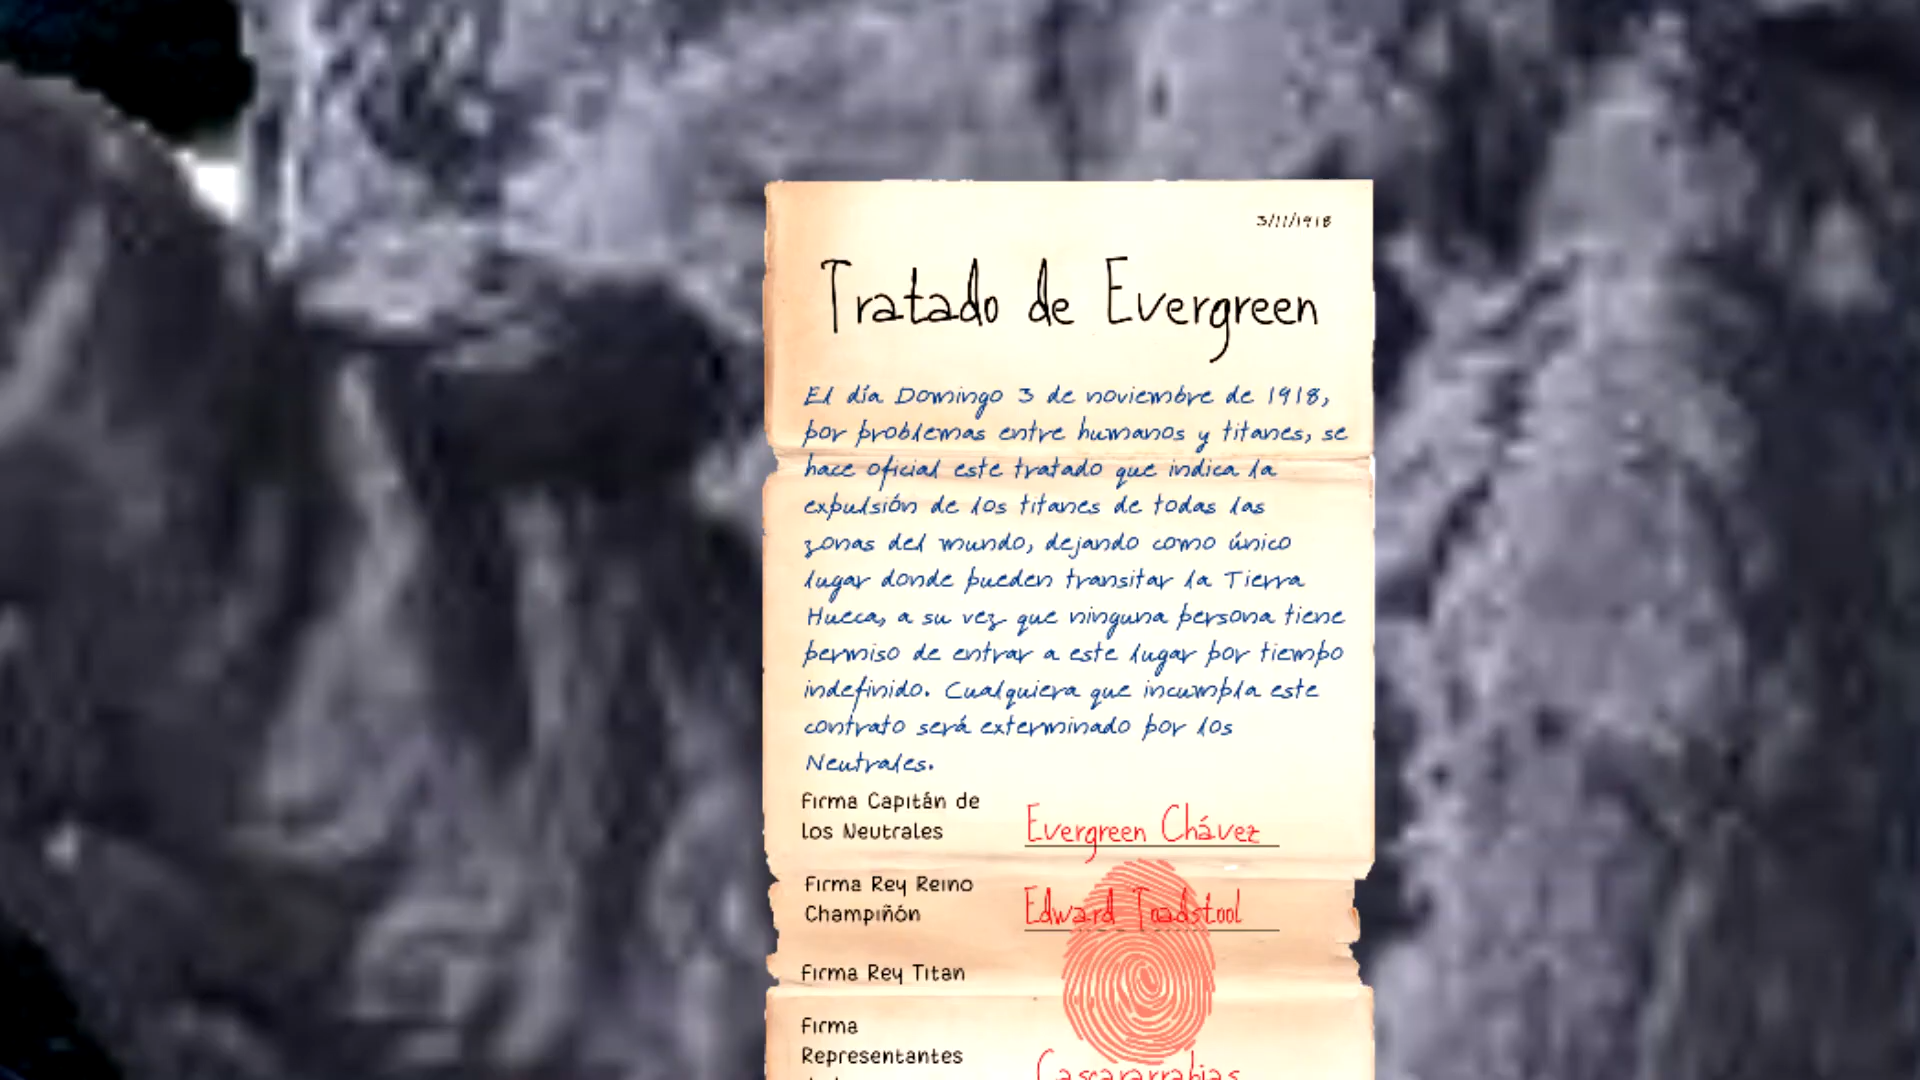 3/11/1918
Tratado de Evergreen
El día Domingo 3 de noviembre de 1918,
por problemas entre humanos y titanes, se
hace oficial este tratado que indica la
expulsión de los titanes de todas las
zonas del mundo, dejando como único
lugar donde pueden transitar la Tierra
Hueca, a su vez que ninguna persona tiene
permiso de entrar a este lugar por tiempo
indefinido. Cualquiera que incumpla este
contrato será exterminado por los
Neutrales.
Firma Capitán de
los Neutrales
Evergreen Chávez
Firma Rey Reino
Champiñón
Edward Toadstool
Firma Rey Titan
Firma
Representantes
Cascararrabias